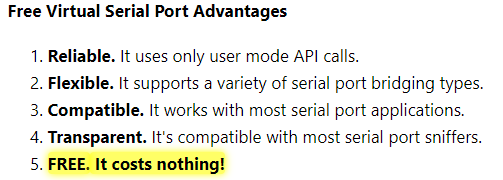 Free Virtual Serial Port Advantages
1. Reliable. It uses only user mode API calls.
2. Flexible. It supports a variety of serial port bridging types.
3. Compatible. It works with most serial port applications.
4. Transparent. It's compatible with most serial port sniffers.
5. FREE. It costs nothing!